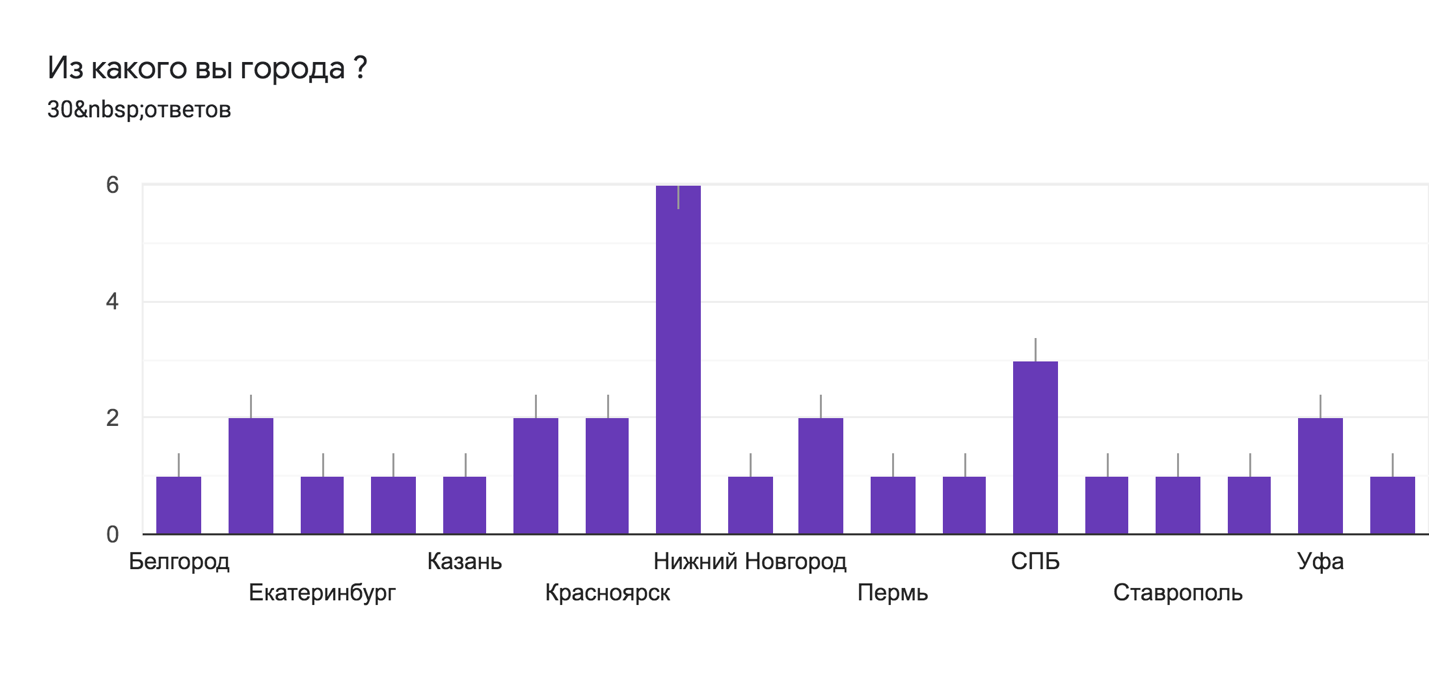 Из какого вы города ?
30&nbsp;ответов
6
4
2
0
Белгород Казань Нижний Новгород СПБ Уфа
Екатеринбург Красноярск Пермь Ставрополь